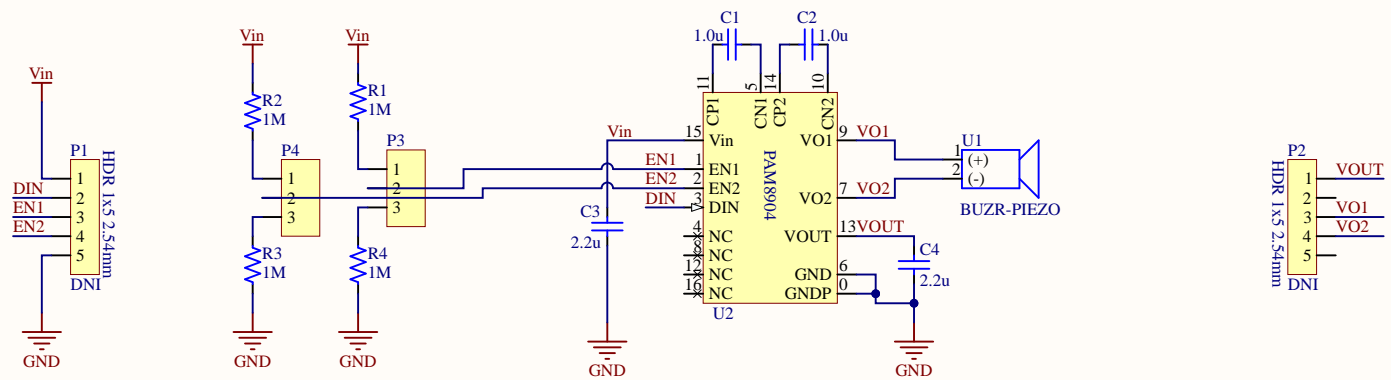 Vin
P1
HDR 1x5 2.54mm
1
DIN 2
EN1 3
EN2 4
5
DNI
GND
Vin
R2
1M
P4
1
2
3
R3
1M
GND
Vin
R1
1M
P3
1
2
3
R4
1M
GND
C1
1.0u
C2
1.0u
11
5
14
10
CP1
CN1
CP2
CN2
Vin
15 Vin
EN1 1 EN1
EN2 2 EN2
DIN 3 DIN
4 NC
8 NC
12 NC
16 NC
PAM8904
VO1 9 VO1
VO2 7 VO2
VOUT 13 VOUT
GND 6
GNDP 0
U2
C3
2.2u
GND
C4
2.2u
GND
U1
1 (+)
2 (-)
BUZR-PIEZO
P2
HDR 1x5 2.54mm
1 VOUT
2
3 VO1
4 VO2
5
DNI